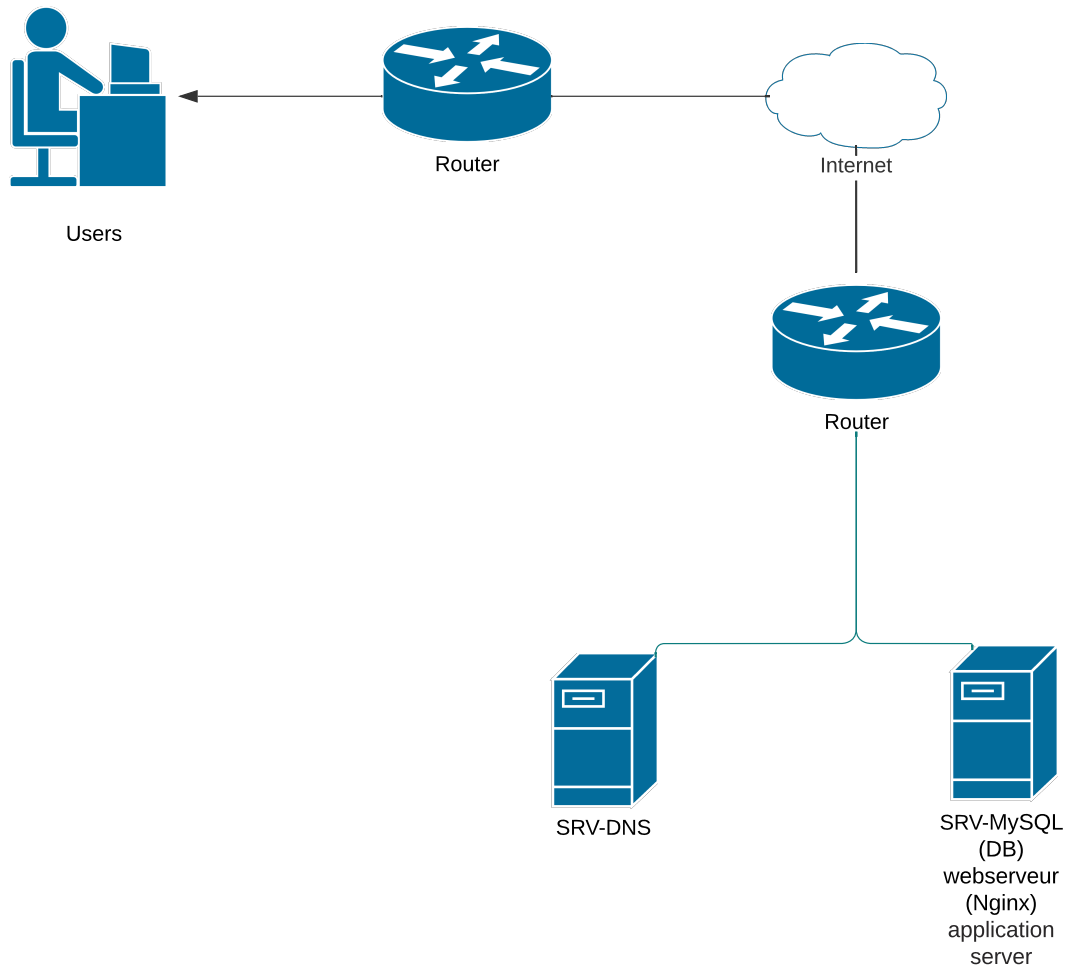 Router
Internet
Users
Router
SRV-DNS
SRV-MySQL
(DB)
webserveur
(Nginx)
application
server